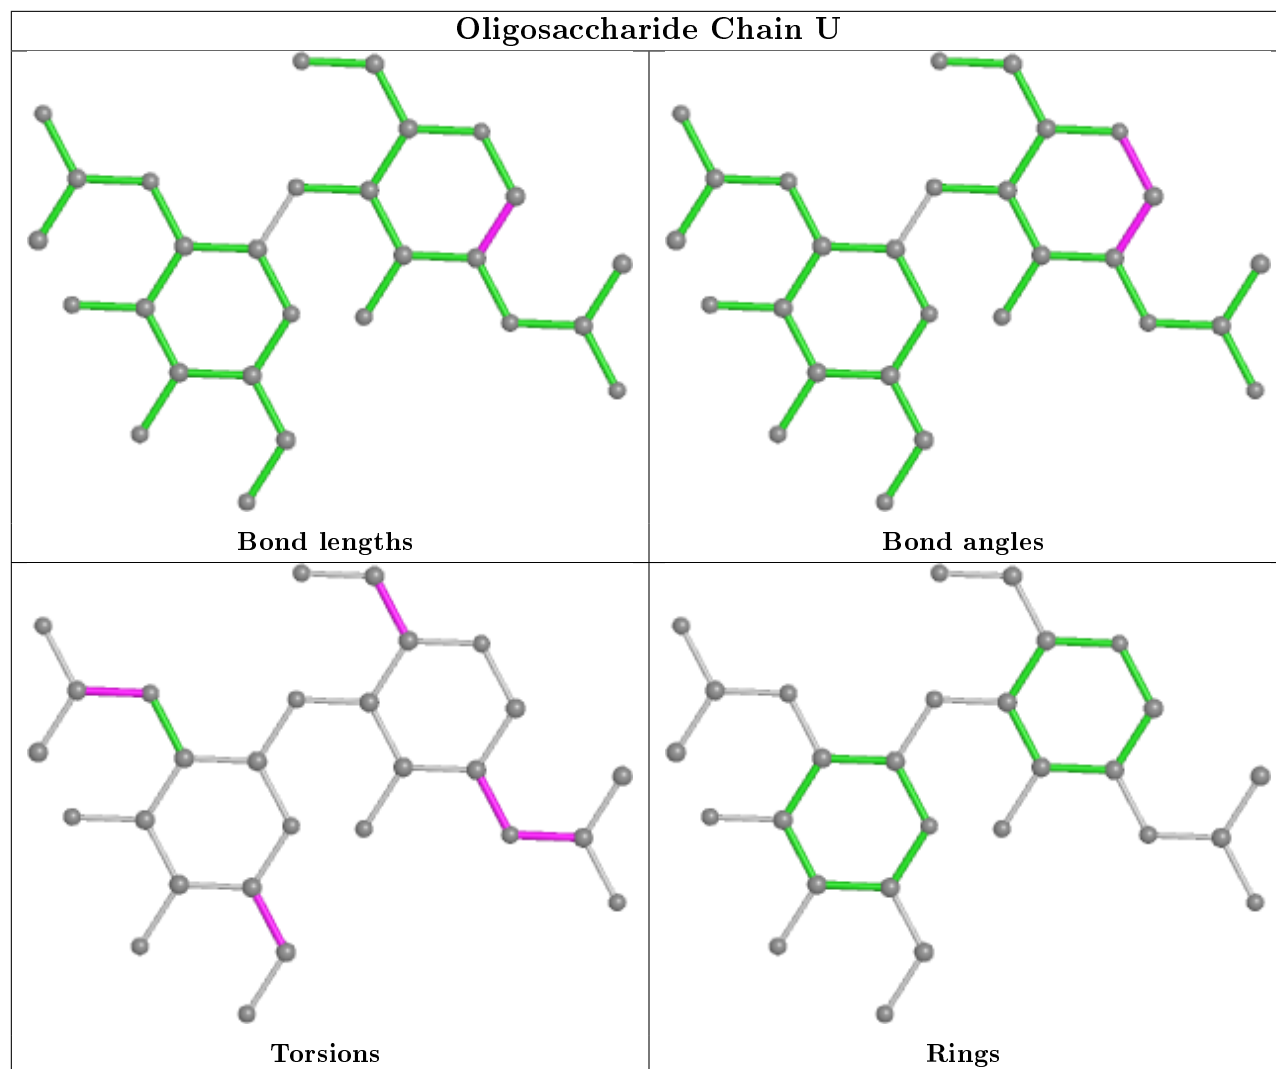 Oligosaccharide Chain U
Bond lengths
Bond angles
Torsions
Rings